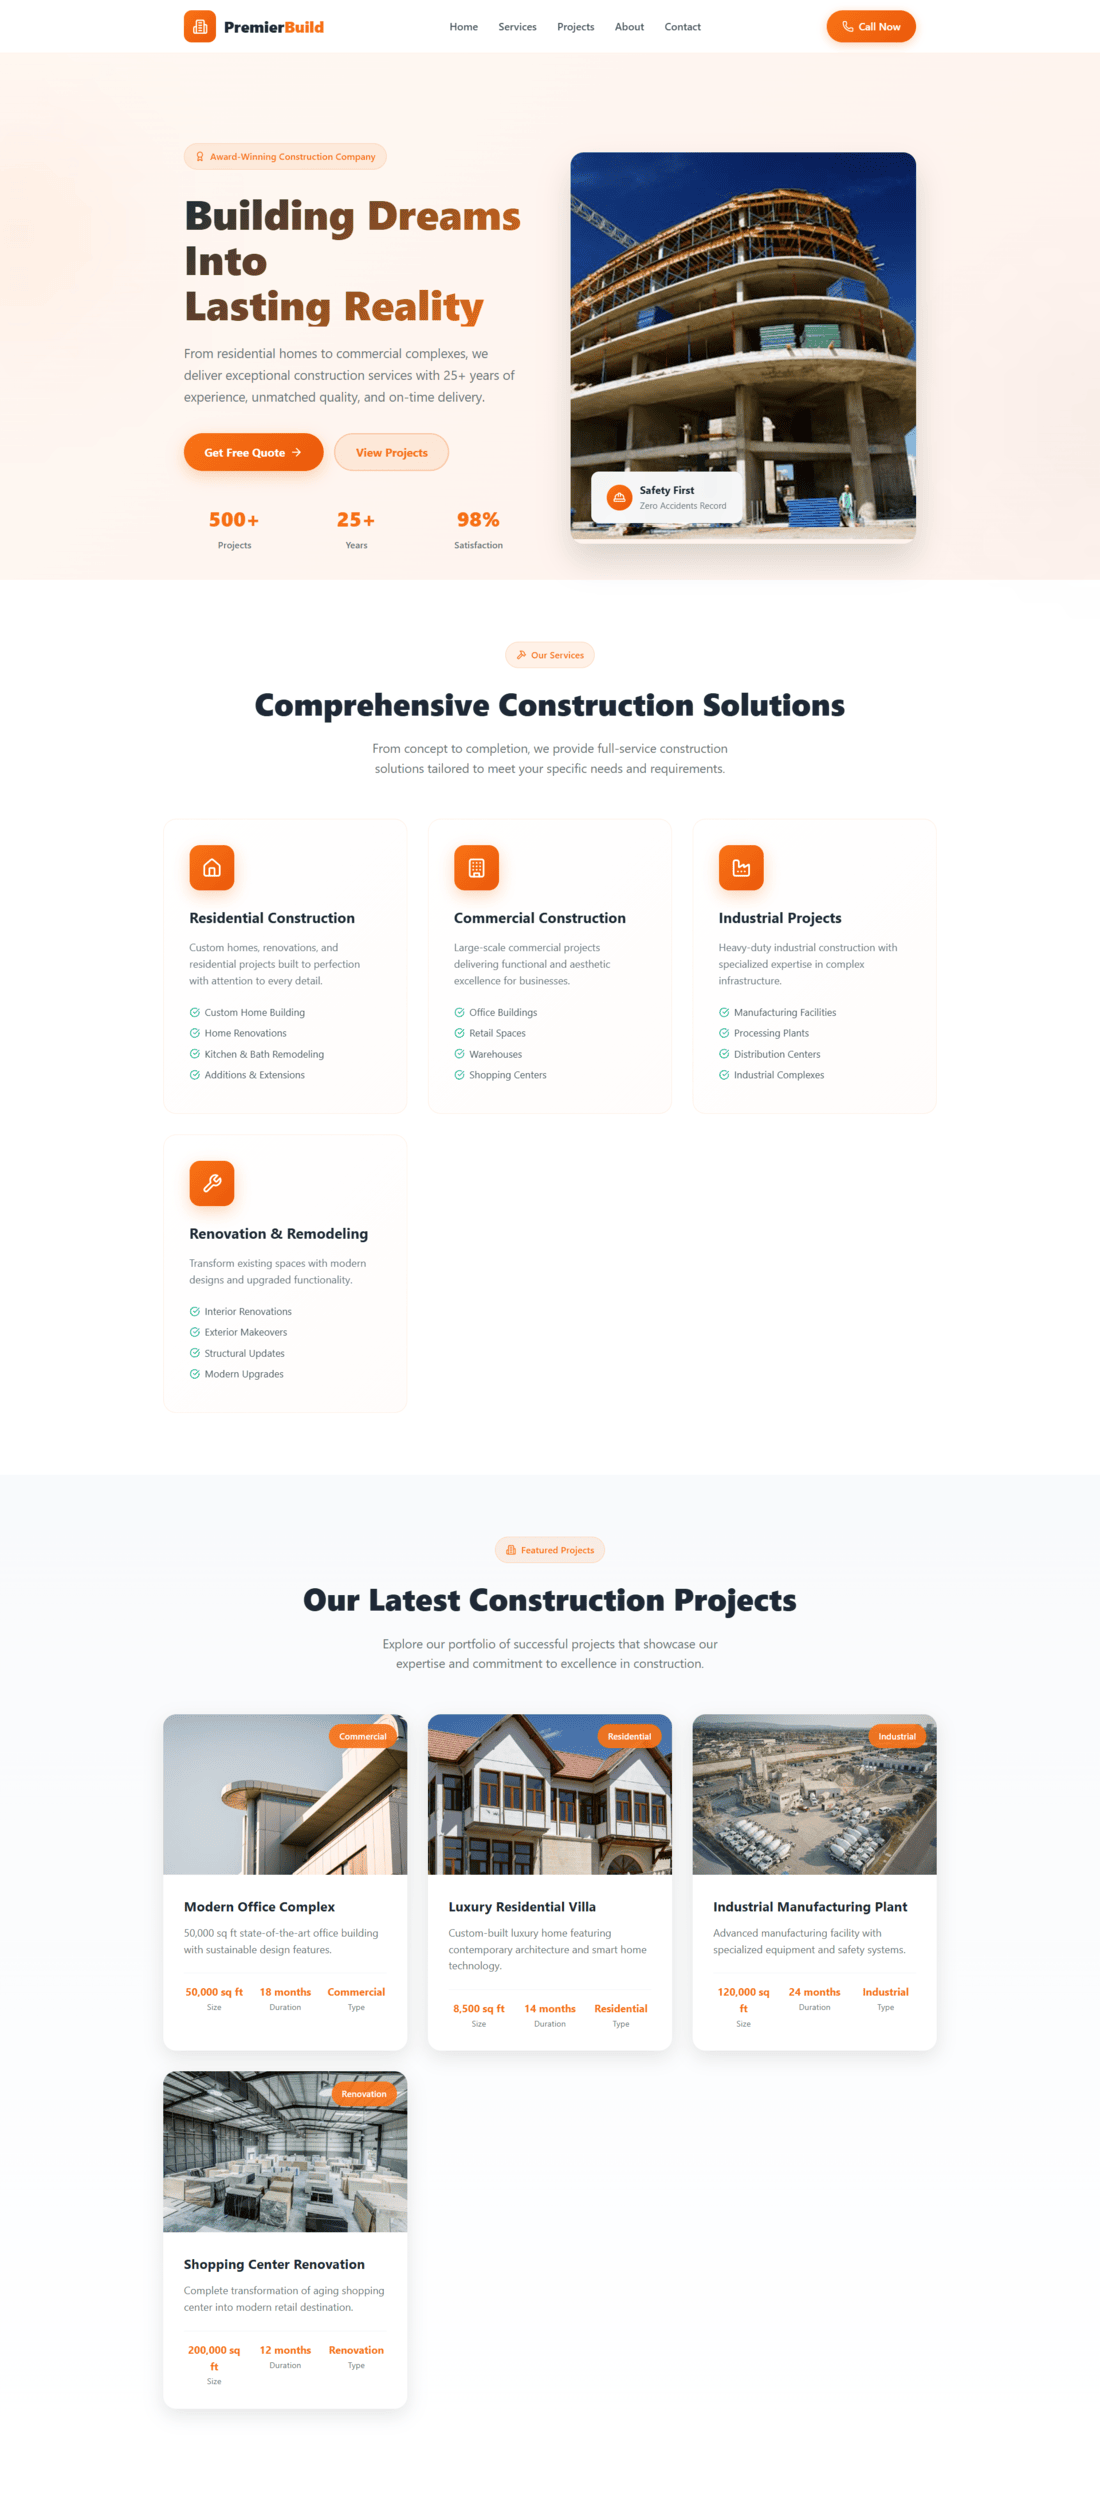 PremierBuild
Home
Services
Projects
About
Contact
Call Now
Award-Winning Construction Company
Building Dreams
Into
Lasting Reality
From residential homes to commercial complexes, we
deliver exceptional construction services with 25+ years of
experience, unmatched quality, and on-time delivery.
Get Free Quote
View Projects
500+
Projects
25+
Years
98%
Satisfaction
Safety First
Zero Accidents Record
Our Services
Comprehensive Construction Solutions
From concept to completion, we provide full-service construction
solutions tailored to meet your specific needs and requirements.
Residential Construction
Custom homes, renovations, and
residential projects built to perfection
with attention to every detail.
Custom Home Building
Home Renovations
Kitchen & Bath Remodeling
Additions & Extensions
Commercial Construction
Large-scale commercial projects
delivering functional and aesthetic
excellence for businesses.
Office Buildings
Retail Spaces
Warehouses
Shopping Centers
Industrial Projects
Heavy-duty industrial construction with
specialized expertise in complex
infrastructure.
Manufacturing Facilities
Processing Plants
Distribution Centers
Industrial Complexes
Renovation & Remodeling
Transform existing spaces with modern
designs and upgraded functionality.
Interior Renovations
Exterior Makeovers
Structural Updates
Modern Upgrades
Featured Projects
Our Latest Construction Projects
Explore our portfolio of successful projects that showcase our
expertise and commitment to excellence in construction.
Commercial
Modern Office Complex
50,000 sq ft state-of-the-art office building
with sustainable design features.
50,000 sq ft
Size
18 months
Duration
Commercial
Type
Residential
Luxury Residential Villa
Custom-built luxury home featuring
contemporary architecture and smart home
technology.
8,500 sq ft
Size
14 months
Duration
Residential
Type
Industrial
Industrial Manufacturing Plant
Advanced manufacturing facility with
specialized equipment and safety systems.
120,000 sq
ft
Size
24 months
Duration
Industrial
Type
Renovation
Shopping Center Renovation
Complete transformation of aging shopping
center into modern retail destination.
200,000 sq
ft
Size
12 months
Duration
Renovation
Type